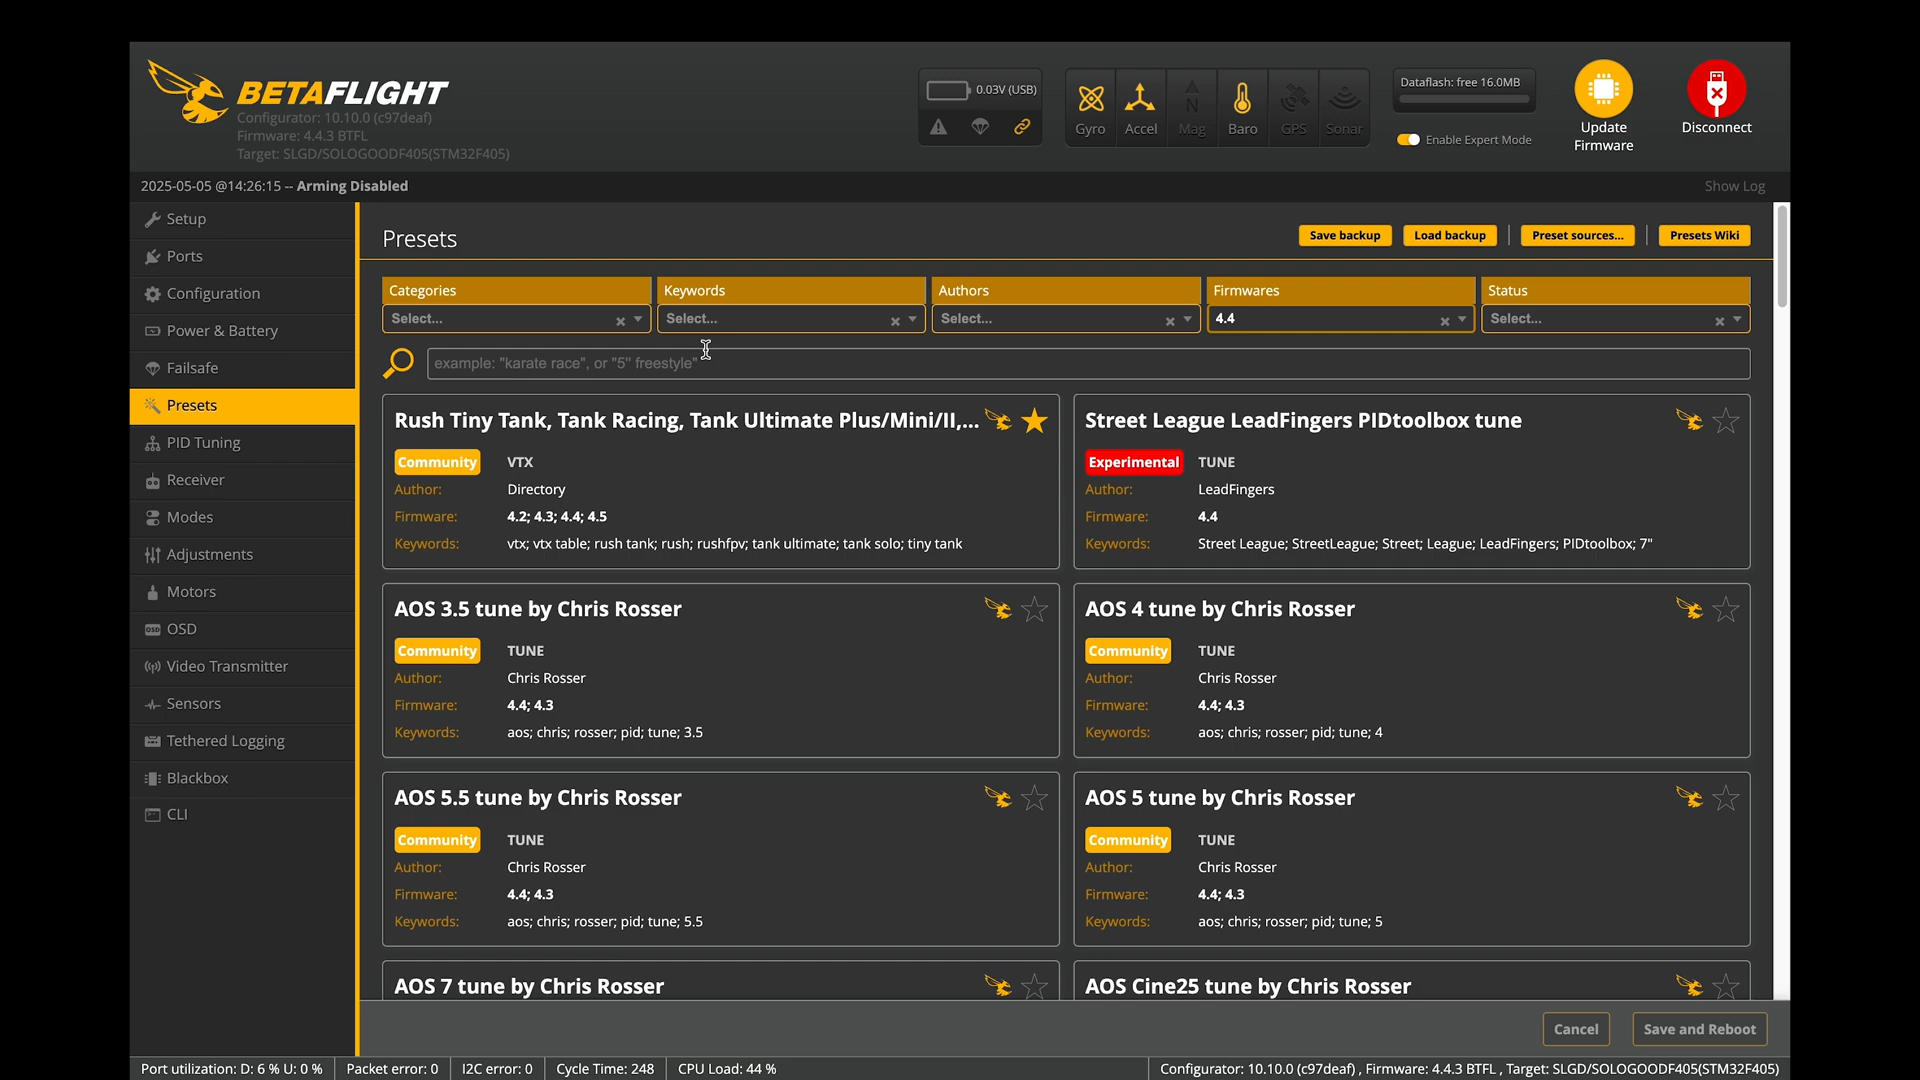 BETAFLIGHT
Configurator: 10.10.0 (c97deaf)
Firmware: 4.4.3 BTFL
Target: SLGD/SOLOGOODF405(STM32F405)
0.03V (USB)
Gyro
Accel
N
Mag
Baro
GPS
Sonar
Dataflash: free 16.0MB
Enable Expert Mode
Update
Firmware
Disconnect
2025-05-05 @14:26:15 -- Arming Disabled
Show Log
Setup
Ports
Configuration
Power & Battery
Failsafe
Presets
PID Tuning
Receiver
Modes
Adjustments
Motors
OSD
Video Transmitter
Sensors
Tethered Logging
Blackbox
CLI
Presets
Save backup
Load backup
Preset sources...
Presets Wiki
Categories
Select...
Keywords
Select...
Authors
Select...
Firmwares
4.4
Status
Select...
example: "karate race", or "5'' freestyle"
Rush Tiny Tank, Tank Racing, Tank Ultimate Plus/Mini/II,...
Community VTX
Author: Directory
Firmware: 4.2; 4.3; 4.4; 4.5
Keywords: vtx; vtx table; rush tank; rush; rushfpv; tank ultimate; tank solo; tiny tank
Street League LeadFingers PIDtoolbox tune
Experimental TUNE
Author: LeadFingers
Firmware: 4.4
Keywords: Street League; StreetLeague; Street; League; LeadFingers; PIDtoolbox; 7"
AOS 3.5 tune by Chris Rosser
Community TUNE
Author: Chris Rosser
Firmware: 4.4; 4.3
Keywords: aos; chris; rosser; pid; tune; 3.5
AOS 4 tune by Chris Rosser
Community TUNE
Author: Chris Rosser
Firmware: 4.4; 4.3
Keywords: aos; chris; rosser; pid; tune; 4
AOS 5.5 tune by Chris Rosser
Community TUNE
Author: Chris Rosser
Firmware: 4.4; 4.3
Keywords: aos; chris; rosser; pid; tune; 5.5
AOS 5 tune by Chris Rosser
Community TUNE
Author: Chris Rosser
Firmware: 4.4; 4.3
Keywords: aos; chris; rosser; pid; tune; 5
AOS 7 tune by Chris Rosser
AOS Cine25 tune by Chris Rosser
Cancel
Save and Reboot
Port utilization: D: 6 % U: 0 %
Packet error: 0
I2C error: 0
Cycle Time: 248
CPU Load: 44 %
Configurator: 10.10.0 (c97deaf) , Firmware: 4.4.3 BTFL , Target: SLGD/SOLOGOODF405(STM32F405)